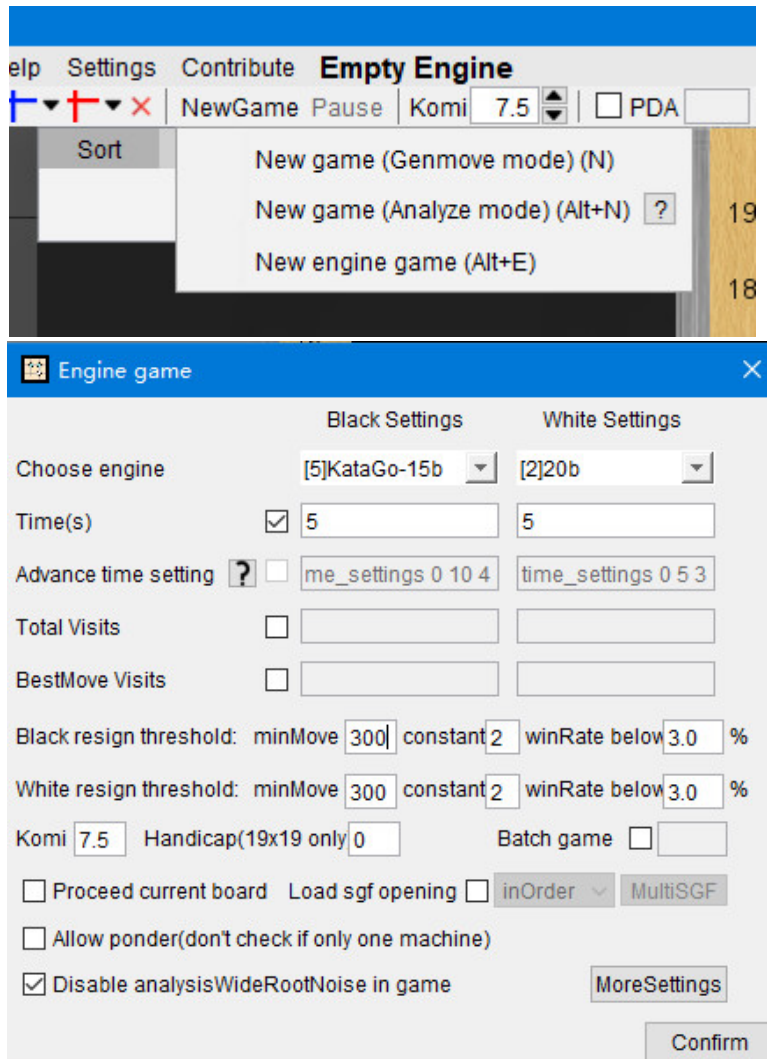 elp Settings Contribute Empty Engine
NewGame Pause Komi 7.5 PDA
Sort
New game (Genmove mode) (N)
New game (Analyze mode) (Alt+N) ?
19
New engine game (Alt+E)
18
Engine game
Black Settings White Settings
Choose engine [5]KataGo-15b [2]20b
Time(s) 5 5
Advance time setting ? me_settings 0 10 4 time_settings 0 5 3
Total Visits
BestMove Visits
Black resign threshold: minMove 300 constant 2 winRate below 3.0 %
White resign threshold: minMove 300 constant 2 winRate below 3.0 %
Komi 7.5 Handicap(19x19 only 0 Batch game
Proceed current board Load sgf opening inOrder MultiSGF
Allow ponder(don't check if only one machine)
Disable analysisWideRootNoise in game MoreSettings
Confirm